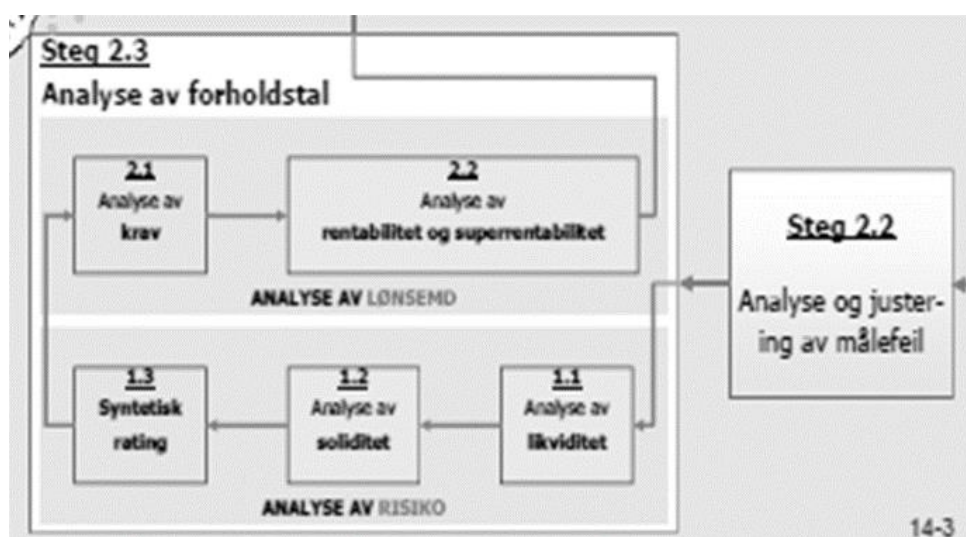 Steg 2.3
Analyse av forholdstal
2.1
Analyse av
krav
2.2
Analyse av
rentabilitet og superrentabilitet
ANALYSE AV LØNSEMD
1.3
Syntetisk
rating
1.2
Analyse av
soliditet
1.1
Analyse av
likviditet
ANALYSE AV RISIKO
Steg 2.2
Analyse og juster-
ing av målefeil
14-3